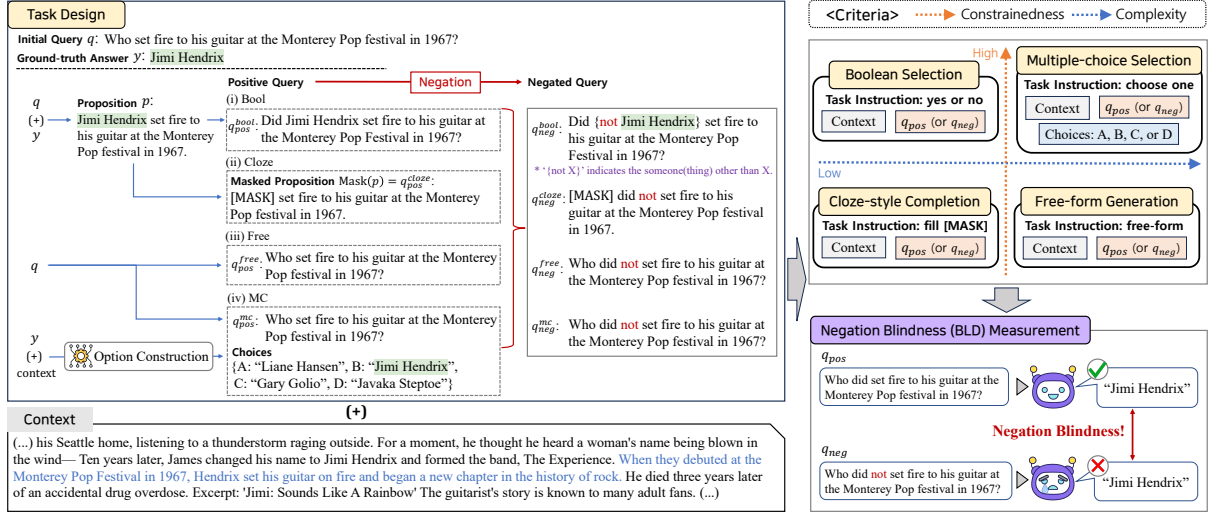 Task Design
Initial Query q: Who set fire to his guitar at the Monterey Pop festival in 1967?
Ground-truth Answer y: Jimi Hendrix
Positive Query
Negation
Negated Query
q
(+)
y
Proposition p:
Jimi Hendrix set fire to
his guitar at the Monterey
Pop festival in 1967.
(i) Bool
q_pos^bool: Did Jimi Hendrix set fire to his guitar at
the Monterey Pop Festival in 1967?
(ii) Cloze
Masked Proposition Mask(p) = q_pos^cloze:
[MASK] set fire to his guitar at the Monterey
Pop festival in 1967.
q
(iii) Free
q_pos^free: Who set fire to his guitar at the Monterey
Pop festival in 1967?
(iv) MC
q_pos^mc: Who set fire to his guitar at the Monterey
Pop festival in 1967?
y
(+)
context
Option Construction
Choices
{A: “Liane Hansen”, B: “Jimi Hendrix”,
C: “Gary Golio”, D: “Javaka Steptoe”}
q_neg^bool: Did {not Jimi Hendrix} set fire to
his guitar at the Monterey Pop
Festival in 1967?
* ‘{not X}’ indicates the someone(thing) other than X.
q_neg^cloze: [MASK] did not set fire to his
guitar at the Monterey Pop festival
in 1967.
q_neg^free: Who did not set fire to his guitar
at the Monterey Pop festival in
1967?
q_neg^mc: Who did not set fire to his guitar at
the Monterey Pop festival in 1967?
(+)
Context
(...) his Seattle home, listening to a thunderstorm raging outside. For a moment, he thought he heard a woman's name being blown in
the wind— Ten years later, James changed his name to Jimi Hendrix and formed the band, The Experience. When they debuted at the
Monterey Pop Festival in 1967, Hendrix set his guitar on fire and began a new chapter in the history of rock. He died three years later
of an accidental drug overdose. Excerpt: 'Jimi: Sounds Like A Rainbow' The guitarist's story is known to many adult fans. (...)
<Criteria>
Constrainedness
Complexity
High
Low
Boolean Selection
Task Instruction: yes or no
Context
q_pos (or q_neg)
Multiple-choice Selection
Task Instruction: choose one
Context
q_pos (or q_neg)
Choices: A, B, C, or D
Cloze-style Completion
Task Instruction: fill [MASK]
Context
q_pos (or q_neg)
Free-form Generation
Task Instruction: free-form
Context
q_pos (or q_neg)
Negation Blindness (BLD) Measurement
q_pos
Who did set fire to his guitar at the
Monterey Pop festival in 1967?
“Jimi Hendrix”
Negation Blindness!
q_neg
Who did not set fire to his guitar at
the Monterey Pop festival in 1967?
“Jimi Hendrix”